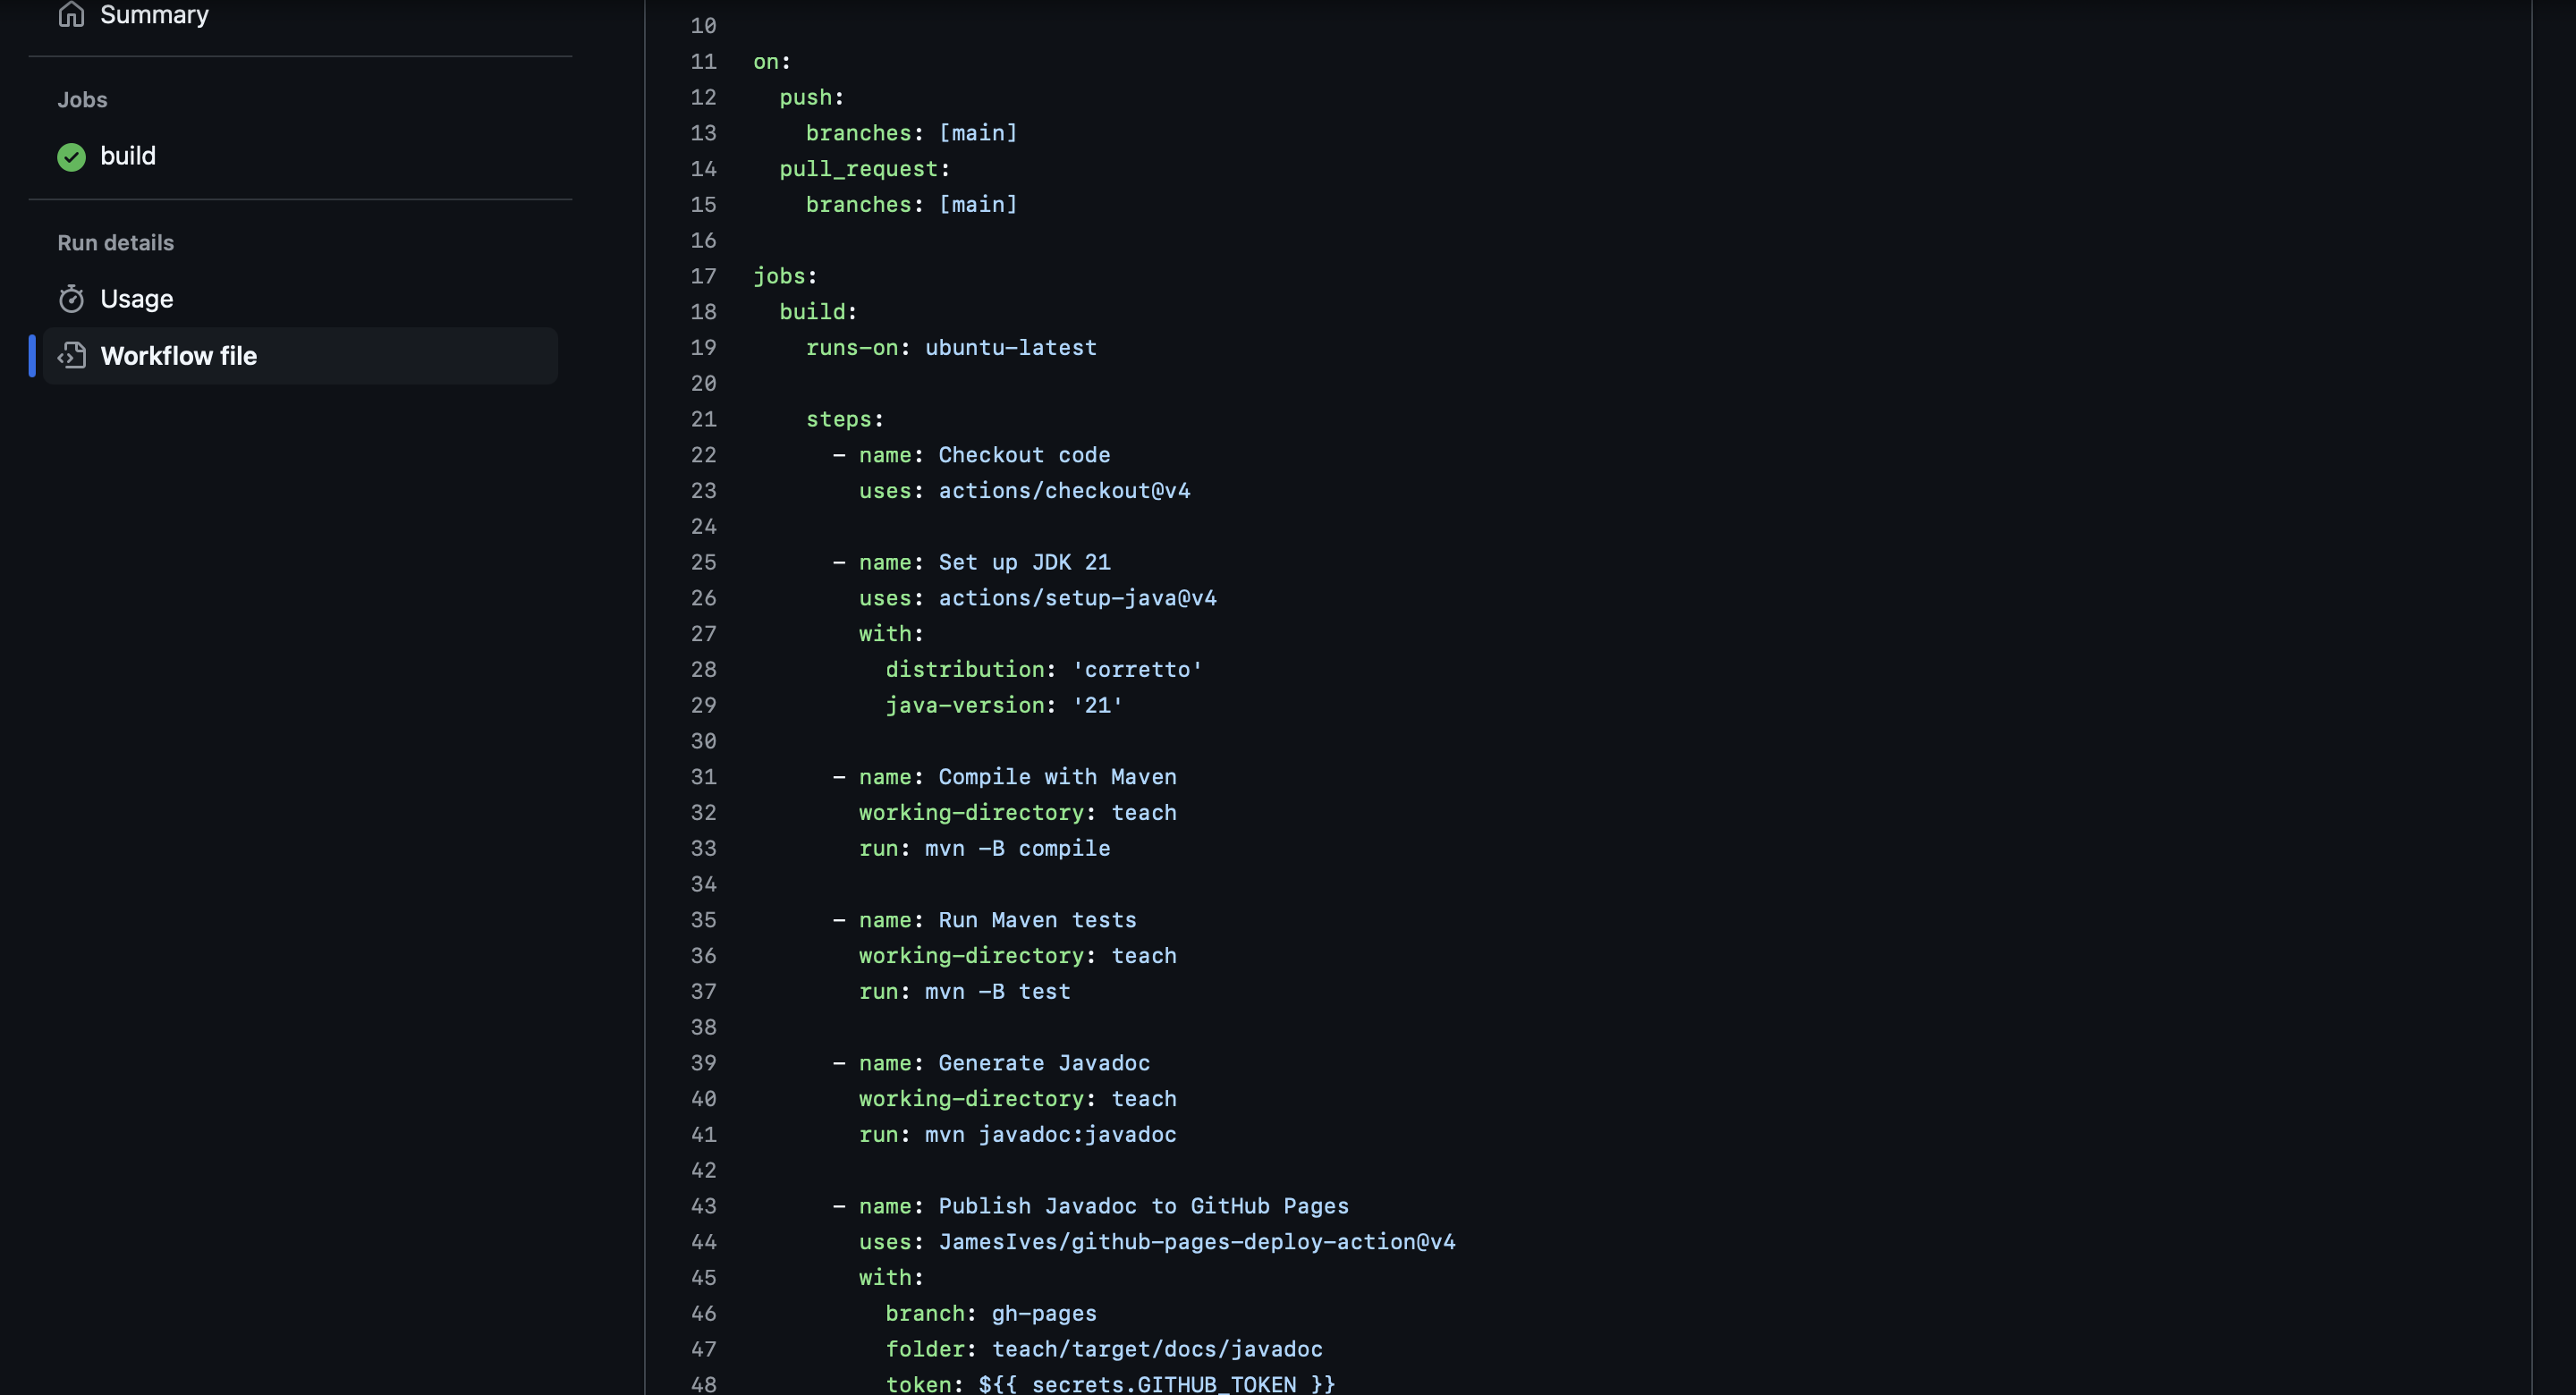 Summary
Jobs
build
Run details
Usage
Workflow file
10
11 on:
12   push:
13     branches: [main]
14   pull_request:
15     branches: [main]
16
17 jobs:
18   build:
19     runs-on: ubuntu-latest
20
21     steps:
22       - name: Checkout code
23         uses: actions/checkout@v4
24
25       - name: Set up JDK 21
26         uses: actions/setup-java@v4
27         with:
28           distribution: 'corretto'
29           java-version: '21'
30
31       - name: Compile with Maven
32         working-directory: teach
33         run: mvn -B compile
34
35       - name: Run Maven tests
36         working-directory: teach
37         run: mvn -B test
38
39       - name: Generate Javadoc
40         working-directory: teach
41         run: mvn javadoc:javadoc
42
43       - name: Publish Javadoc to GitHub Pages
44         uses: JamesIves/github-pages-deploy-action@v4
45         with:
46           branch: gh-pages
47           folder: teach/target/docs/javadoc
48           token: ${{ secrets.GITHUB_TOKEN }}